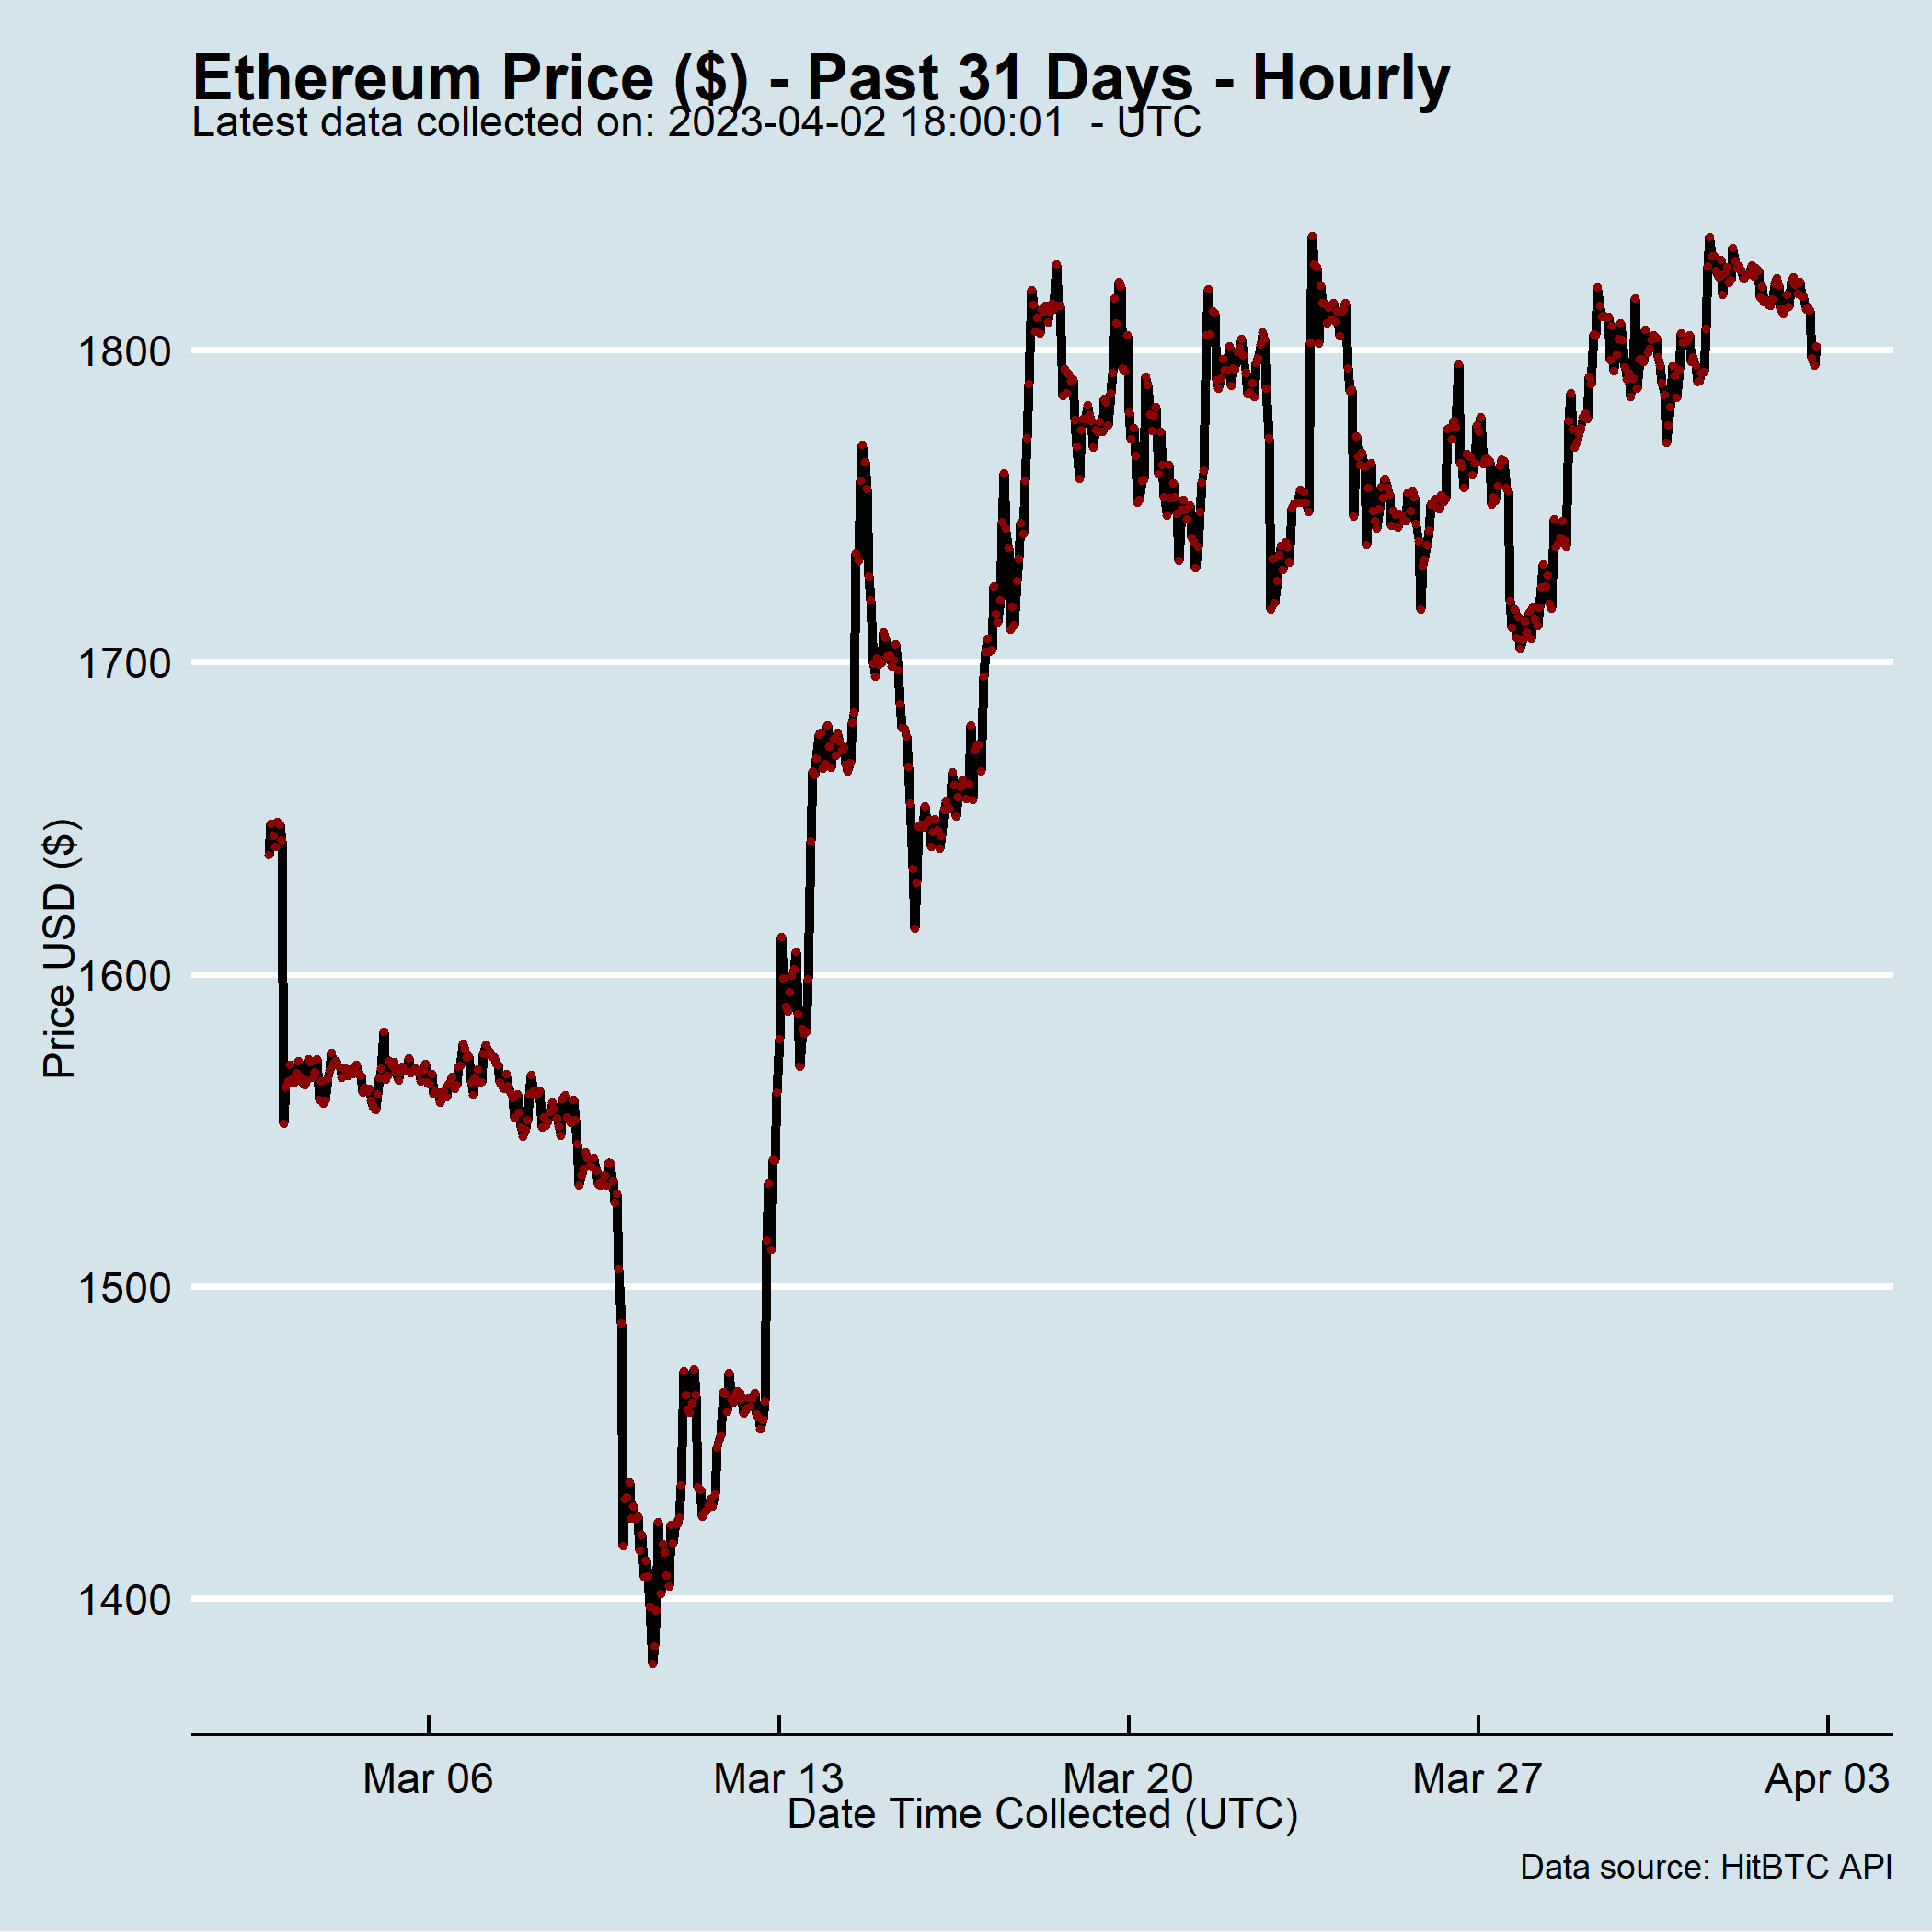 Ethereum Price ($) - Past 31 Days - Hourly
Latest data collected on: 2023-04-02 18:00:01  - UTC
1800
1700
1600
1500
1400
Price USD ($)
Mar 06
Mar 13
Mar 20
Mar 27
Apr 03
Date Time Collected (UTC)
Data source: HitBTC API